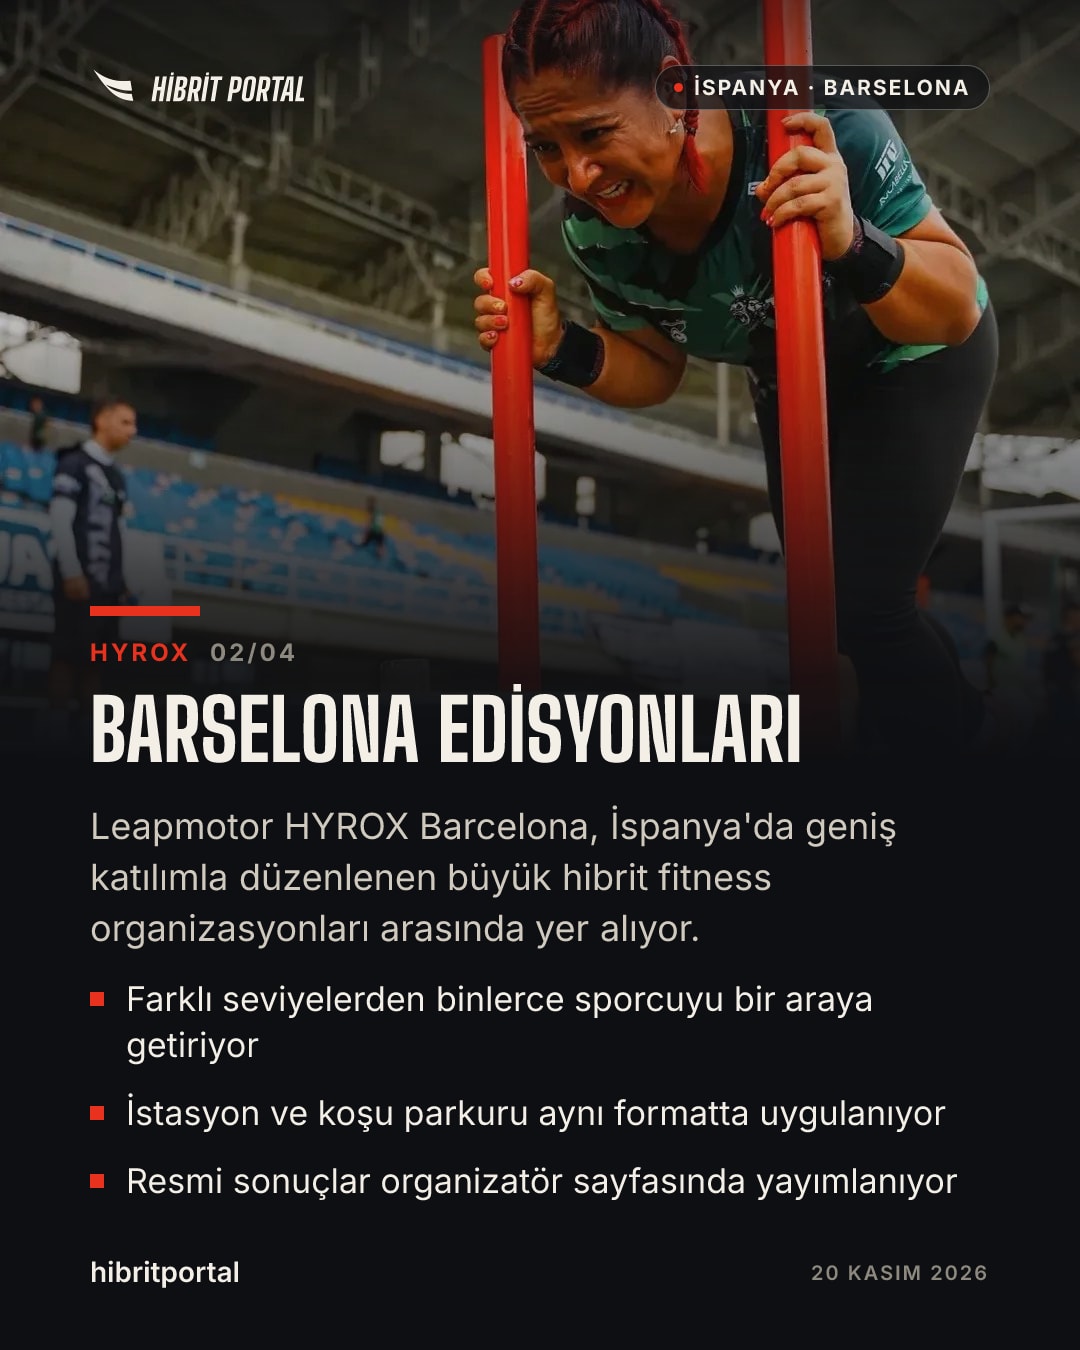 HİBRİT PORTAL
İSPANYA · BARSELONA
HYROX 02/04
BARSELONA EDİSYONLARI
Leapmotor HYROX Barcelona, İspanya'da geniş
katılımla düzenlenen büyük hibrit fitness
organizasyonları arasında yer alıyor.
Farklı seviyelerden binlerce sporcuyu bir araya
getiriyor
İstasyon ve koşu parkuru aynı formatta uygulanıyor
Resmi sonuçlar organizatör sayfasında yayımlanıyor
hibritportal
20 KASIM 2026